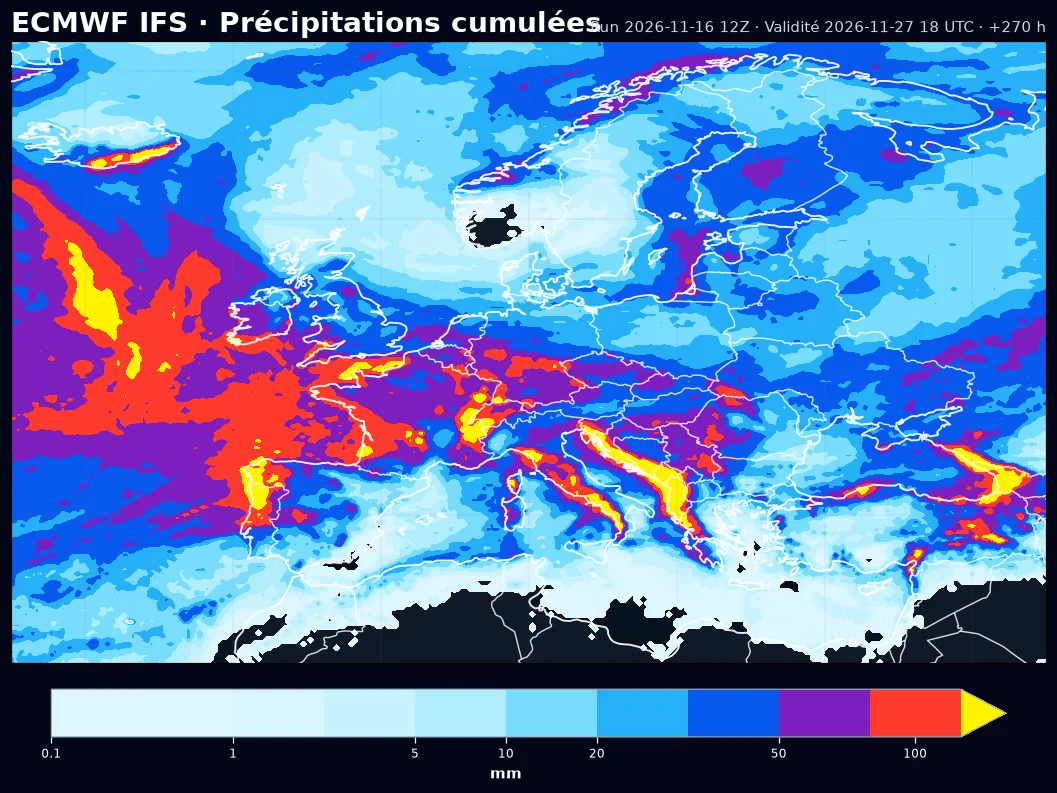 ECMWF IFS · Précipitations cumulées
Run 2026-11-16 12Z · Validité 2026-11-27 18 UTC · +270 h
0.1 1 5 10 20 50 100
mm